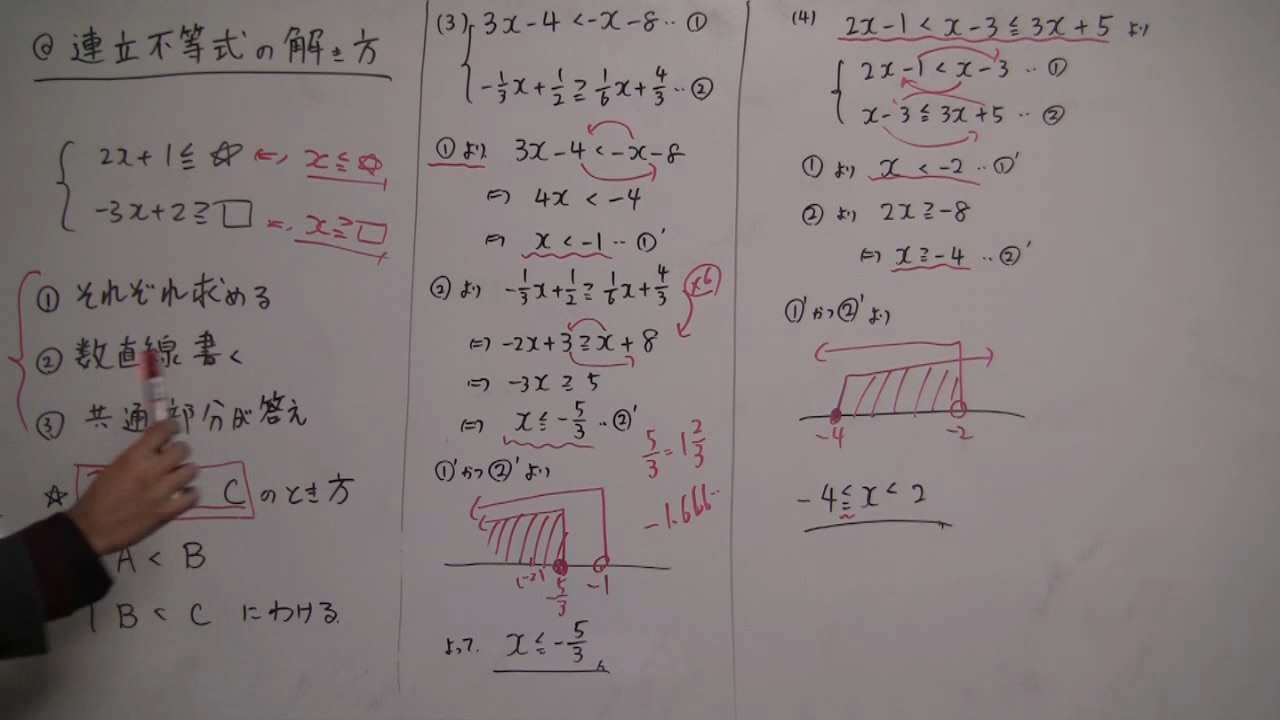 @ 連立不等式の解き方
2x+1≦☆ ⇔ x≦☆
-3x+2≧□ ⇔ x≧□
① それぞれ求める
② 数直線書く
③ 共通部分が答え
☆ C のとき方
A < B
B < C にわける.
(3) 3x-4<-x-8‥①
-1/3x+1/2≧1/6x+4/3‥②
①より 3x-4<-x-8
⇔ 4x < -4
⇔ x<-1‥①'
②より -1/3x+1/2≧1/6x+4/3 ×6
⇔ -2x+3≧x+8
⇔ -3x≧5
⇔ x≦-5/3‥②'
5/3=1 2/3
-1.666‥
①'かつ②'より
(-2) -5/3 -1
よって. x≦-5/3
(4) 2x-1<x-3≦3x+5 より
2x-1<x-3‥①
x-3≦3x+5‥②
①より x<-2‥①'
②より 2x≧-8
⇔ x≧-4‥②'
①'かつ②'より
-4 -2
-4≦x<2